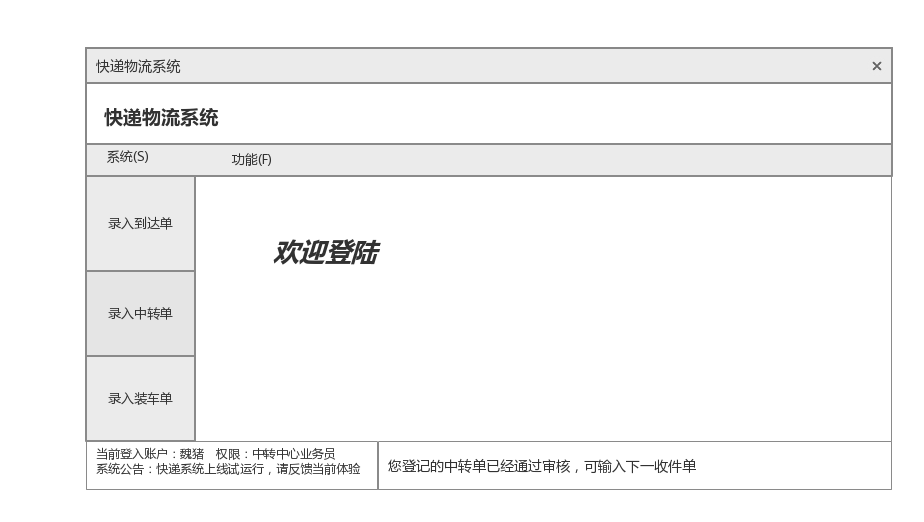 快递物流系统
×
快递物流系统
系统(S)
功能(F)
录入到达单
欢迎登陆
录入中转单
录入装车单
当前登入账户：魏猪 权限：中转中心业务员
系统公告：快递系统上线试运行，请反馈当前体验
您登记的中转单已经通过审核，可输入下一收件单